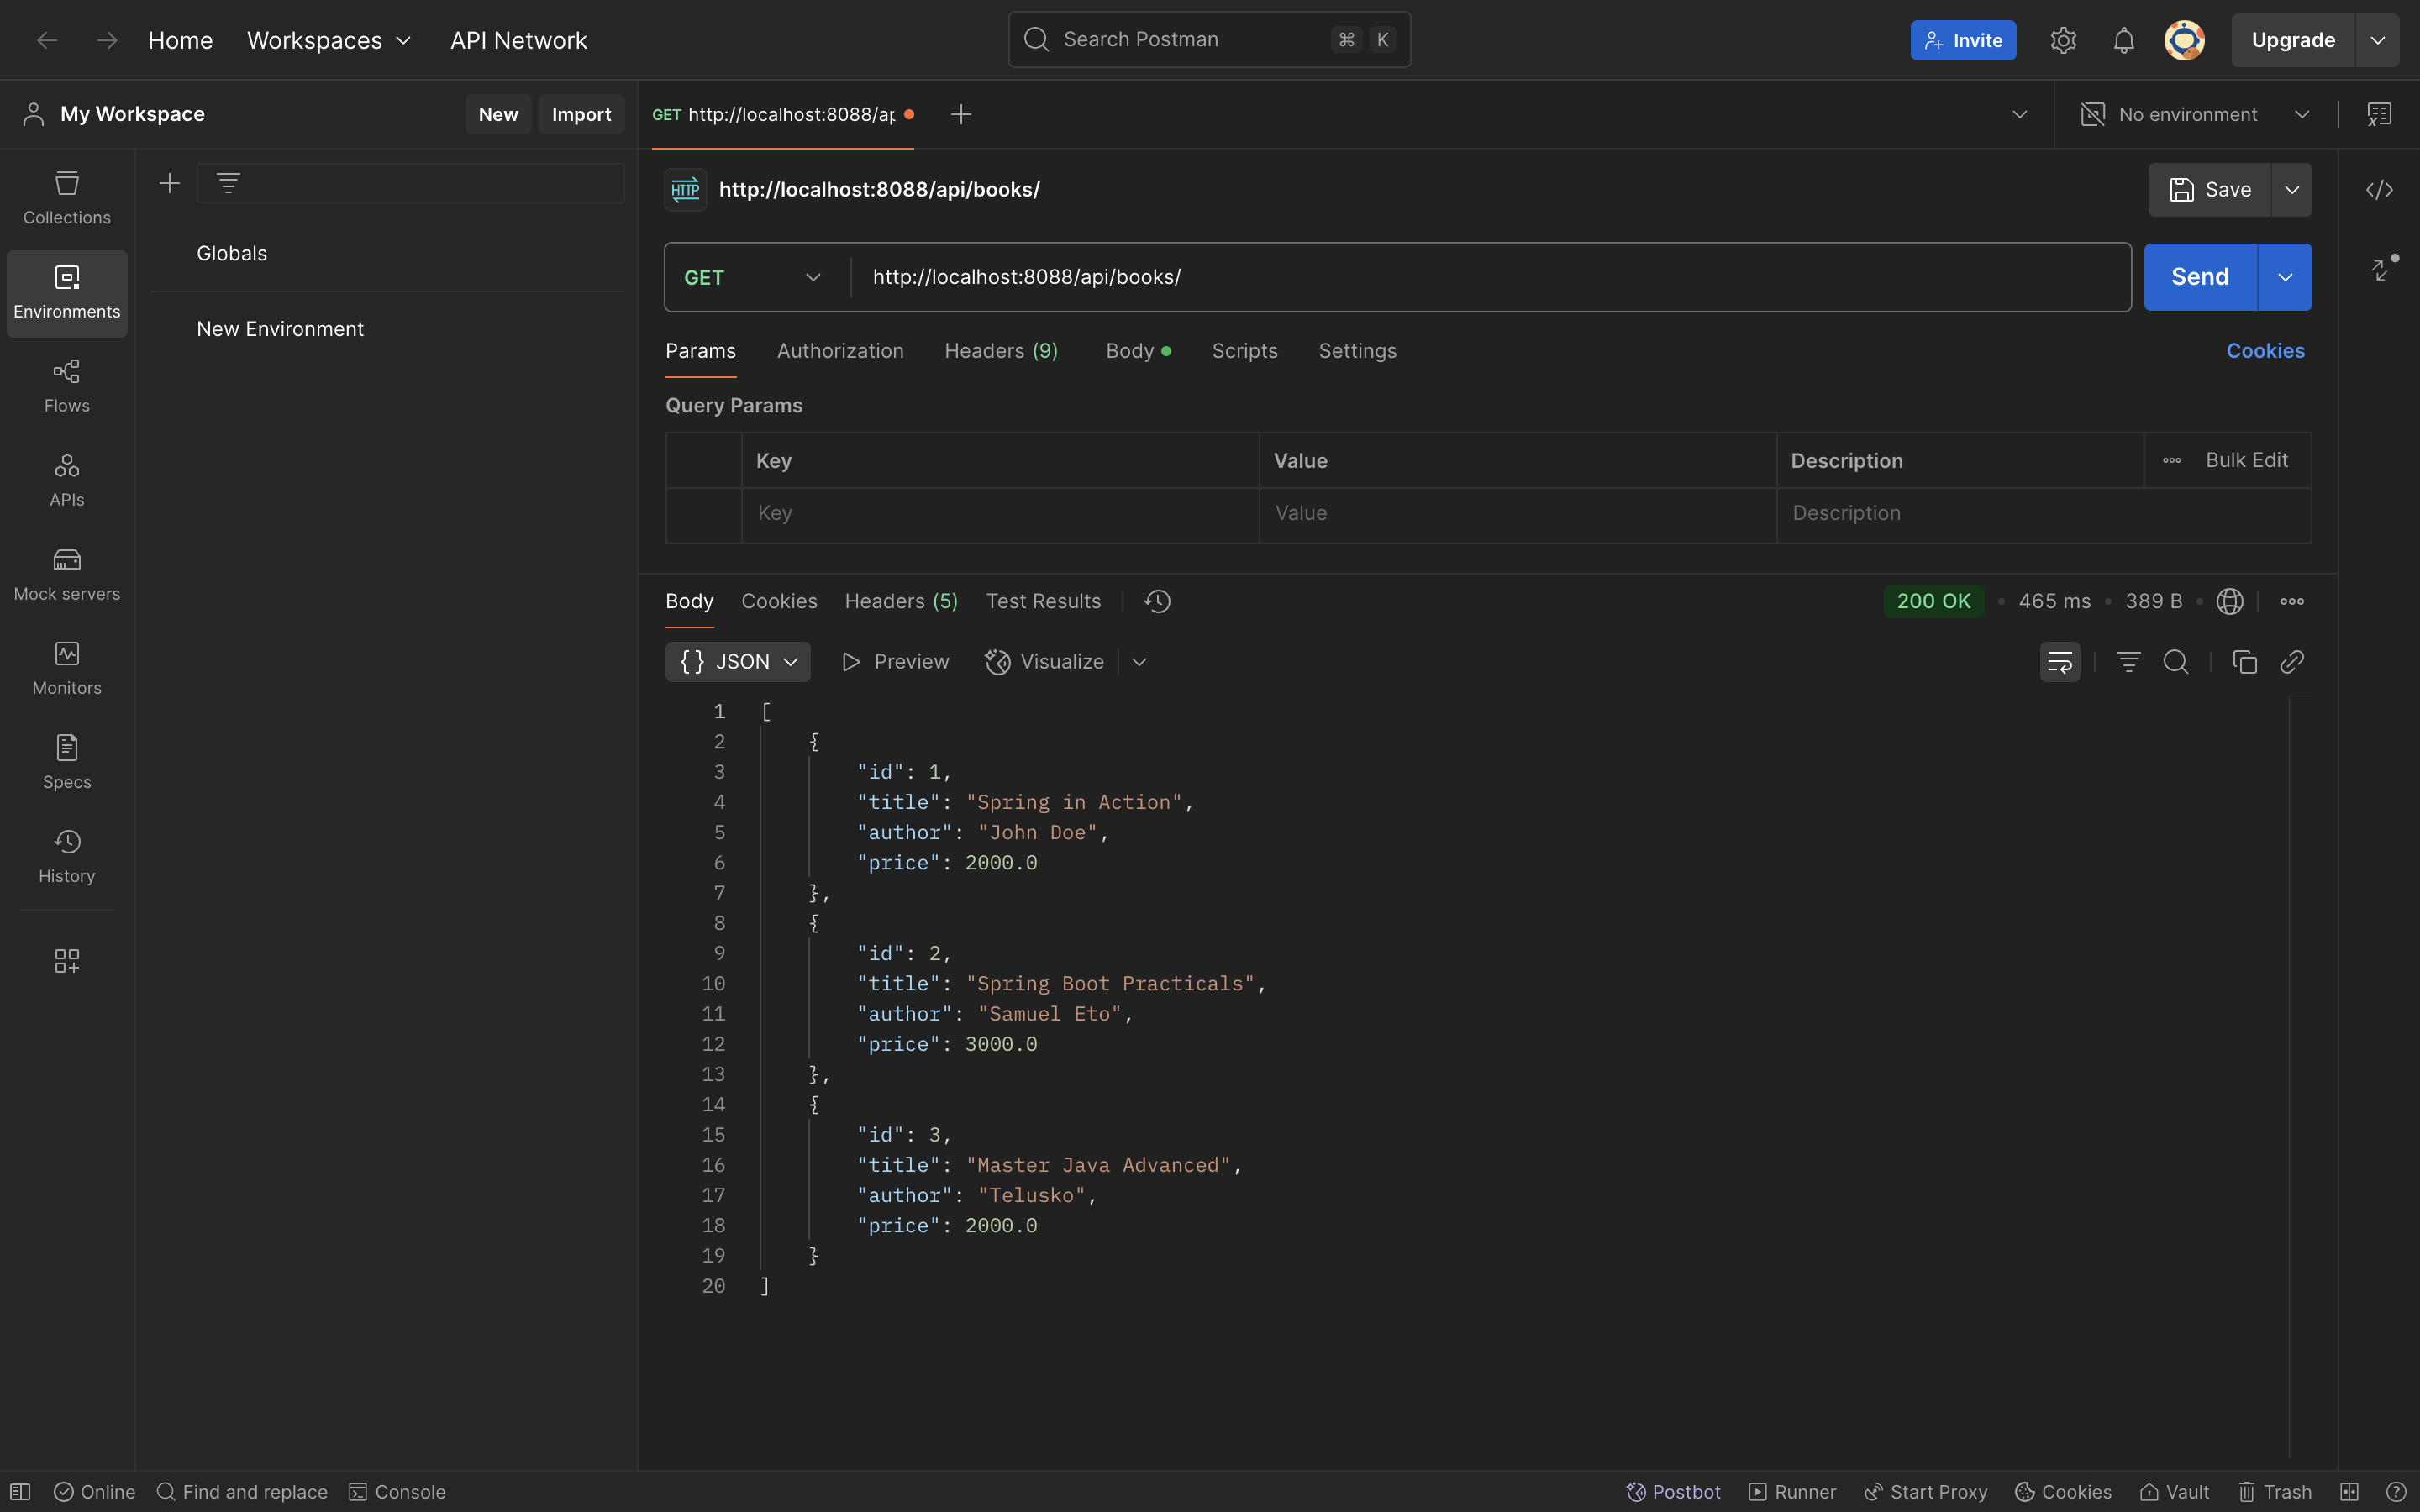 Home Workspaces API Network Search Postman ⌘ K Invite Upgrade
My Workspace New Import GET http://localhost:8088/ap No environment
Collections
Environments
Flows
APIs
Mock servers
Monitors
Specs
History
Globals
New Environment
HTTP http://localhost:8088/api/books/ Save
GET http://localhost:8088/api/books/ Send
Params Authorization Headers (9) Body Scripts Settings Cookies
Query Params
Key Value Description Bulk Edit
Key Value Description
Body Cookies Headers (5) Test Results 200 OK • 465 ms • 389 B •
{} JSON Preview Visualize
1 [
2 {
3 "id": 1,
4 "title": "Spring in Action",
5 "author": "John Doe",
6 "price": 2000.0
7 },
8 {
9 "id": 2,
10 "title": "Spring Boot Practicals",
11 "author": "Samuel Eto",
12 "price": 3000.0
13 },
14 {
15 "id": 3,
16 "title": "Master Java Advanced",
17 "author": "Telusko",
18 "price": 2000.0
19 }
20 ]
Online Find and replace Console Postbot Runner Start Proxy Cookies Vault Trash